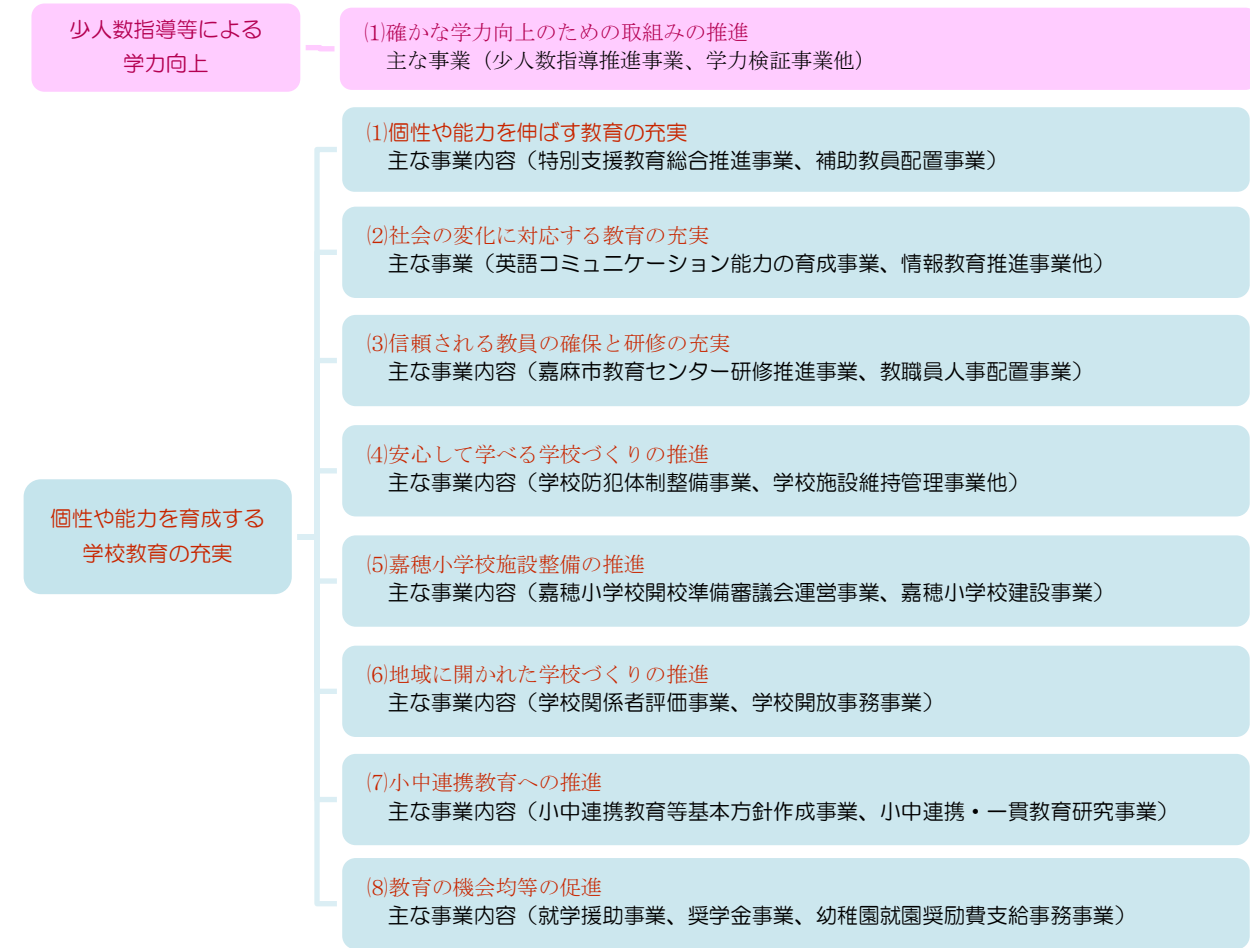 少人数指導等による
学力向上
⑴確かな学力向上のための取組みの推進
主な事業（少人数指導推進事業、学力検証事業他）
⑴個性や能力を伸ばす教育の充実
主な事業内容（特別支援教育総合推進事業、補助教員配置事業）
⑵社会の変化に対応する教育の充実
主な事業（英語コミュニケーション能力の育成事業、情報教育推進事業他）
⑶信頼される教員の確保と研修の充実
主な事業内容（嘉麻市教育センター研修推進事業、教職員人事配置事業）
⑷安心して学べる学校づくりの推進
主な事業内容（学校防犯体制整備事業、学校施設維持管理事業他）
個性や能力を育成する
学校教育の充実
⑸嘉穂小学校施設整備の推進
主な事業内容（嘉穂小学校開校準備審議会運営事業、嘉穂小学校建設事業）
⑹地域に開かれた学校づくりの推進
主な事業内容（学校関係者評価事業、学校開放事務事業）
⑺小中連携教育への推進
主な事業内容（小中連携教育等基本方針作成事業、小中連携・一貫教育研究事業）
⑻教育の機会均等の促進
主な事業内容（就学援助事業、奨学金事業、幼稚園就園奨励費支給事務事業）